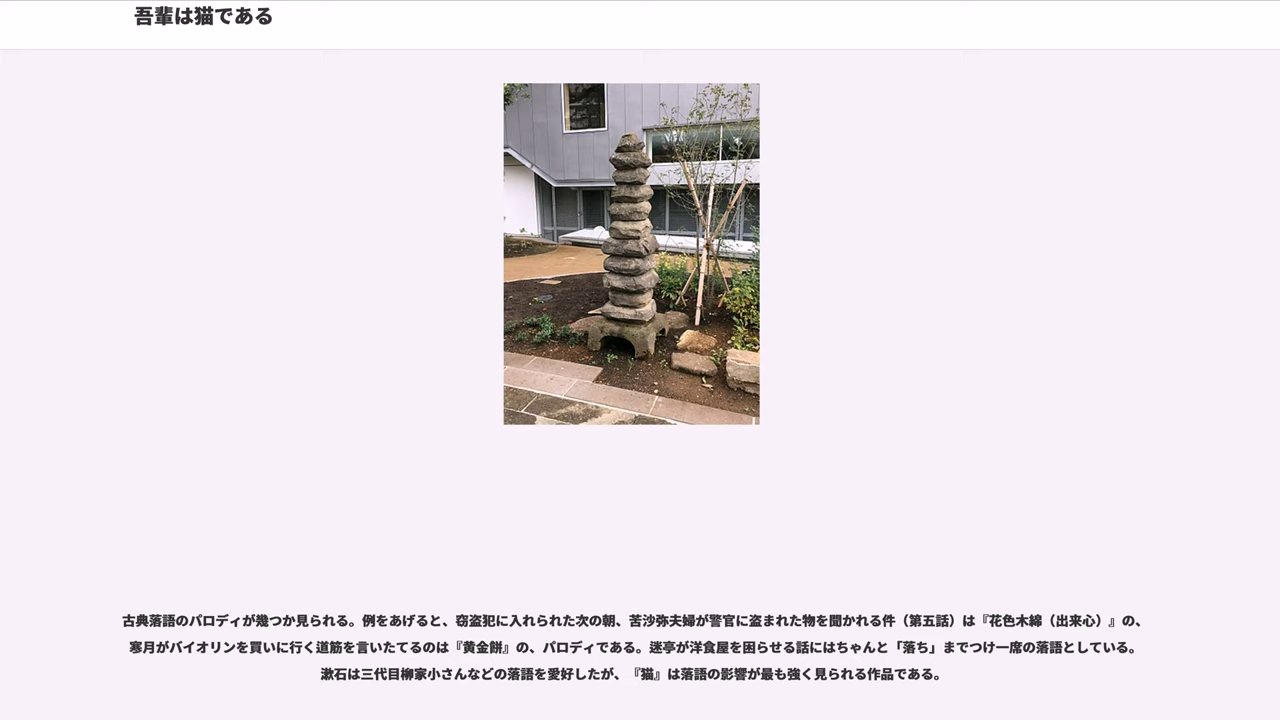 吾輩は猫である
古典落語のパロディが幾つか見られる。例をあげると、窃盗犯に入れられた次の朝、苦沙弥夫婦が警官に盗まれた物を聞かれる件（第五話）は『花色木綿（出来心）』の、
寒月がバイオリンを買いに行く道筋を言いたてるのは『黄金餅』の、パロディである。迷亭が洋食屋を困らせる話にはちゃんと「落ち」までつけ一席の落語としている。
漱石は三代目柳家小さんなどの落語を愛好したが、『猫』は落語の影響が最も強く見られる作品である。